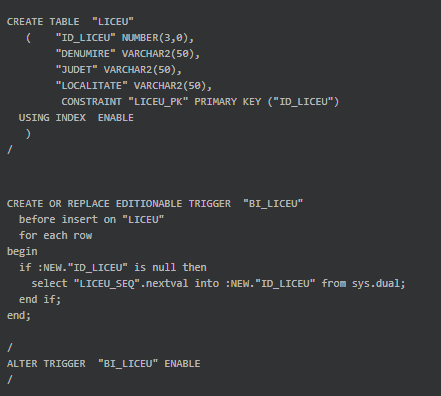 CREATE TABLE  "LICEU"
   (    "ID_LICEU" NUMBER(3,0),
        "DENUMIRE" VARCHAR2(50),
        "JUDET" VARCHAR2(50),
        "LOCALITATE" VARCHAR2(50),
         CONSTRAINT "LICEU_PK" PRIMARY KEY ("ID_LICEU")
  USING INDEX  ENABLE
   )
/
CREATE OR REPLACE EDITIONABLE TRIGGER  "BI_LICEU"
  before insert on "LICEU"
  for each row
begin
  if :NEW."ID_LICEU" is null then
    select "LICEU_SEQ".nextval into :NEW."ID_LICEU" from sys.dual;
  end if;
end;
/
ALTER TRIGGER  "BI_LICEU" ENABLE
/